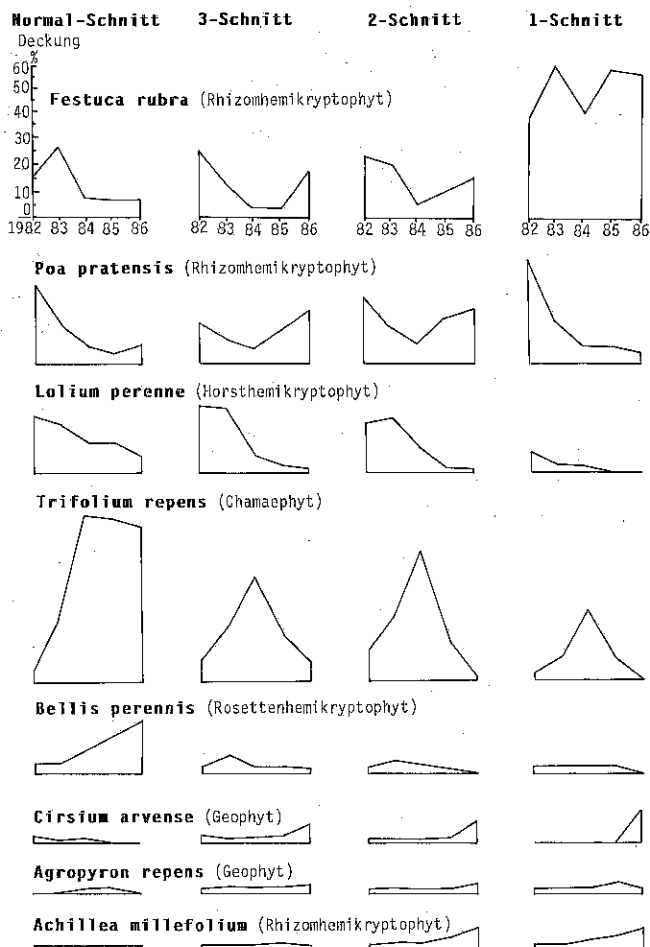 Normal-Schnitt 3-Schnitt 2-Schnitt 1-Schnitt
Deckung
%
60
50
40
30
20
10
0
Festuca rubra (Rhizomhemikryptophyt)
1982 83 84 85 86 82 83 84 85 86 82 83 84 85 86 82 83 84 85 86
Poa pratensis (Rhizomhemikryptophyt)
Lolium perenne (Horsthemikryptophyt)
Trifolium repens (Chamaephyt)
Bellis perennis (Rosettenhemikryptophyt)
Cirsium arvense (Geophyt)
Agropyron repens (Geophyt)
Achillea millefolium (Rhizomhemikryptophyt)